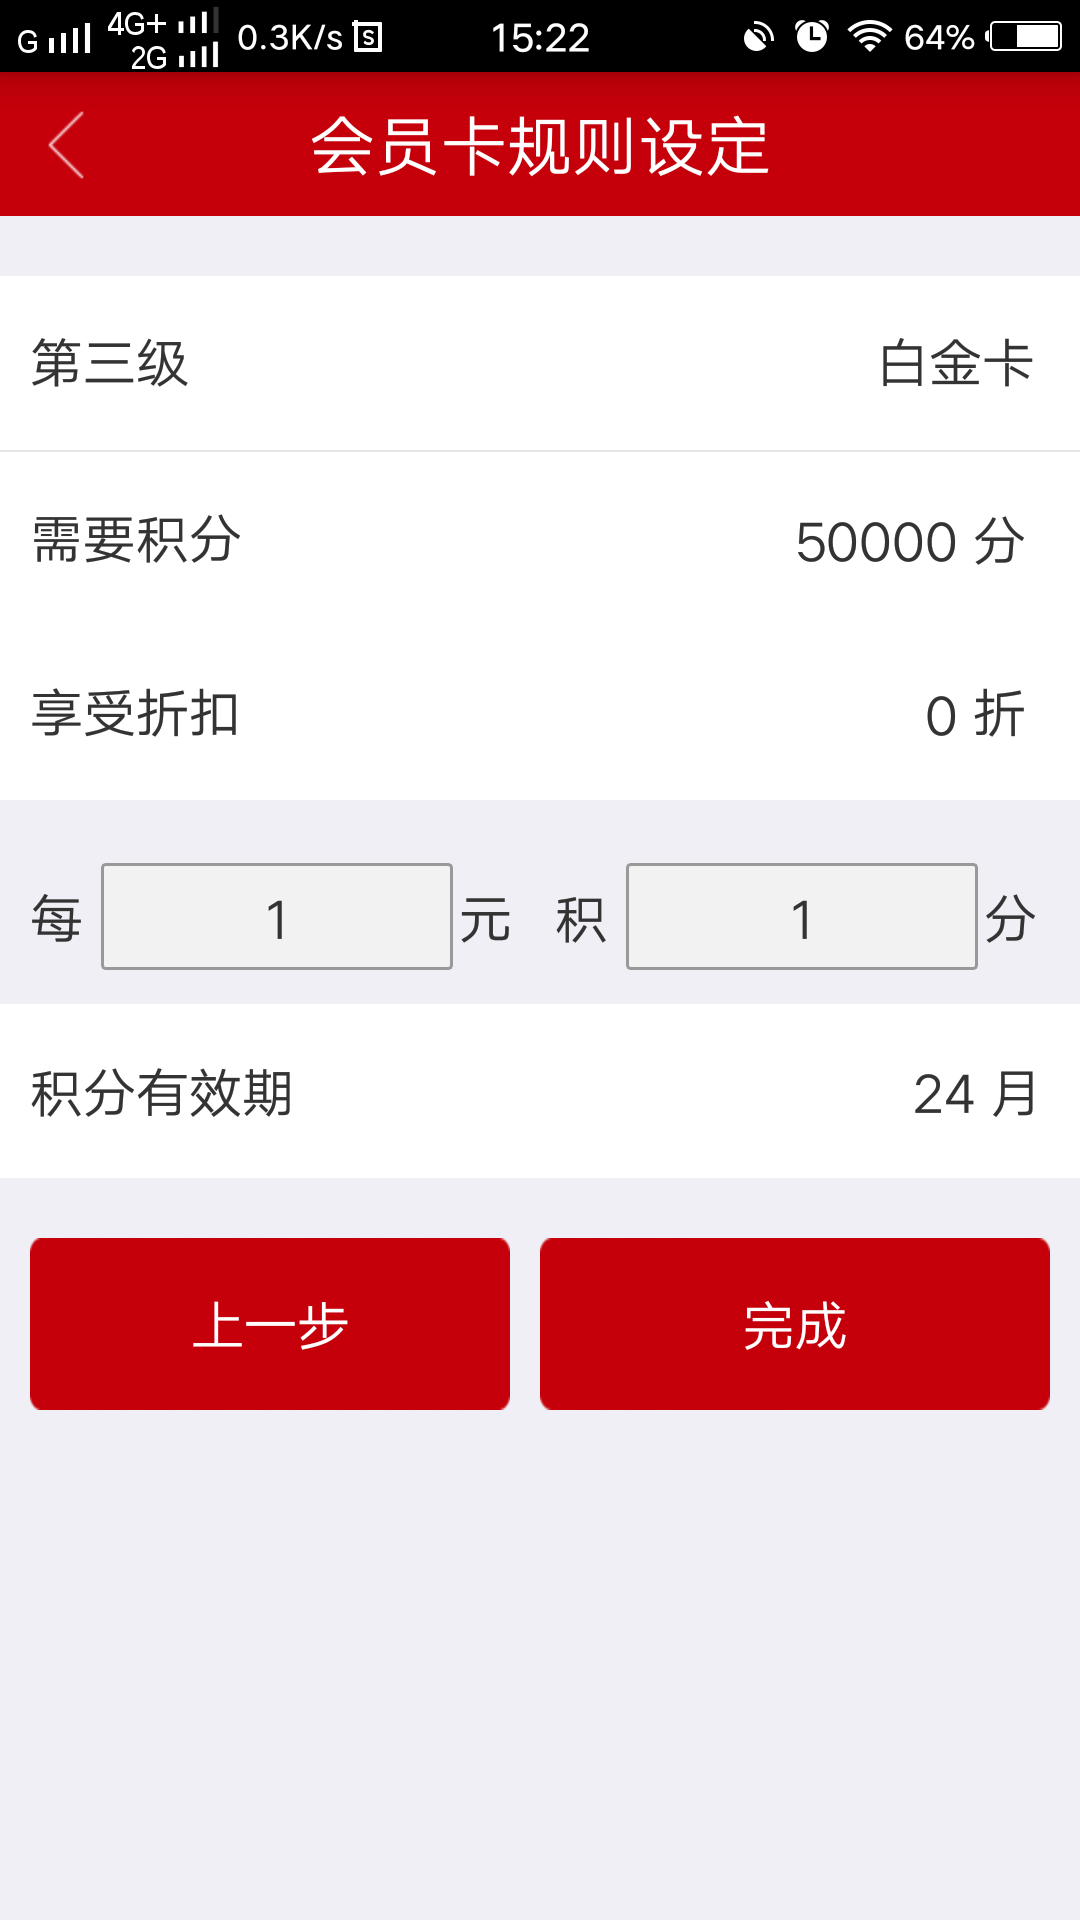 G 4G+ 2G 0.3K/s S 15:22 64%
会员卡规则设定
第三级 白金卡
需要积分 50000 分
享受折扣 0 折
每 1 元 积 1 分
积分有效期 24 月
上一步 完成